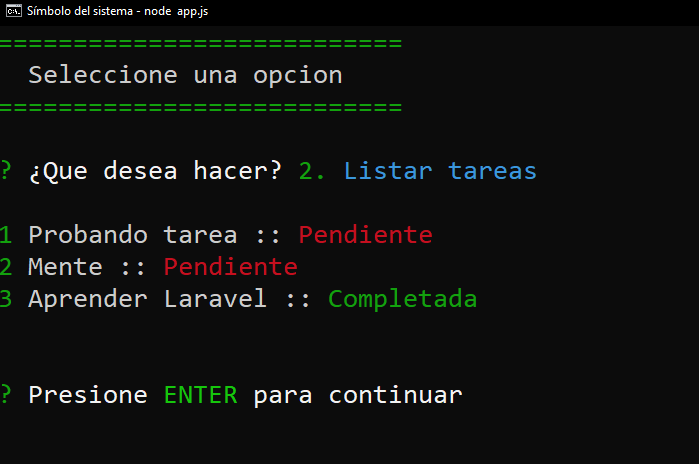 Símbolo del sistema - node app.js
===========================
Seleccione una opcion
===========================
? ¿Que desea hacer? 2. Listar tareas
1 Probando tarea :: Pendiente
2 Mente :: Pendiente
3 Aprender Laravel :: Completada
? Presione ENTER para continuar